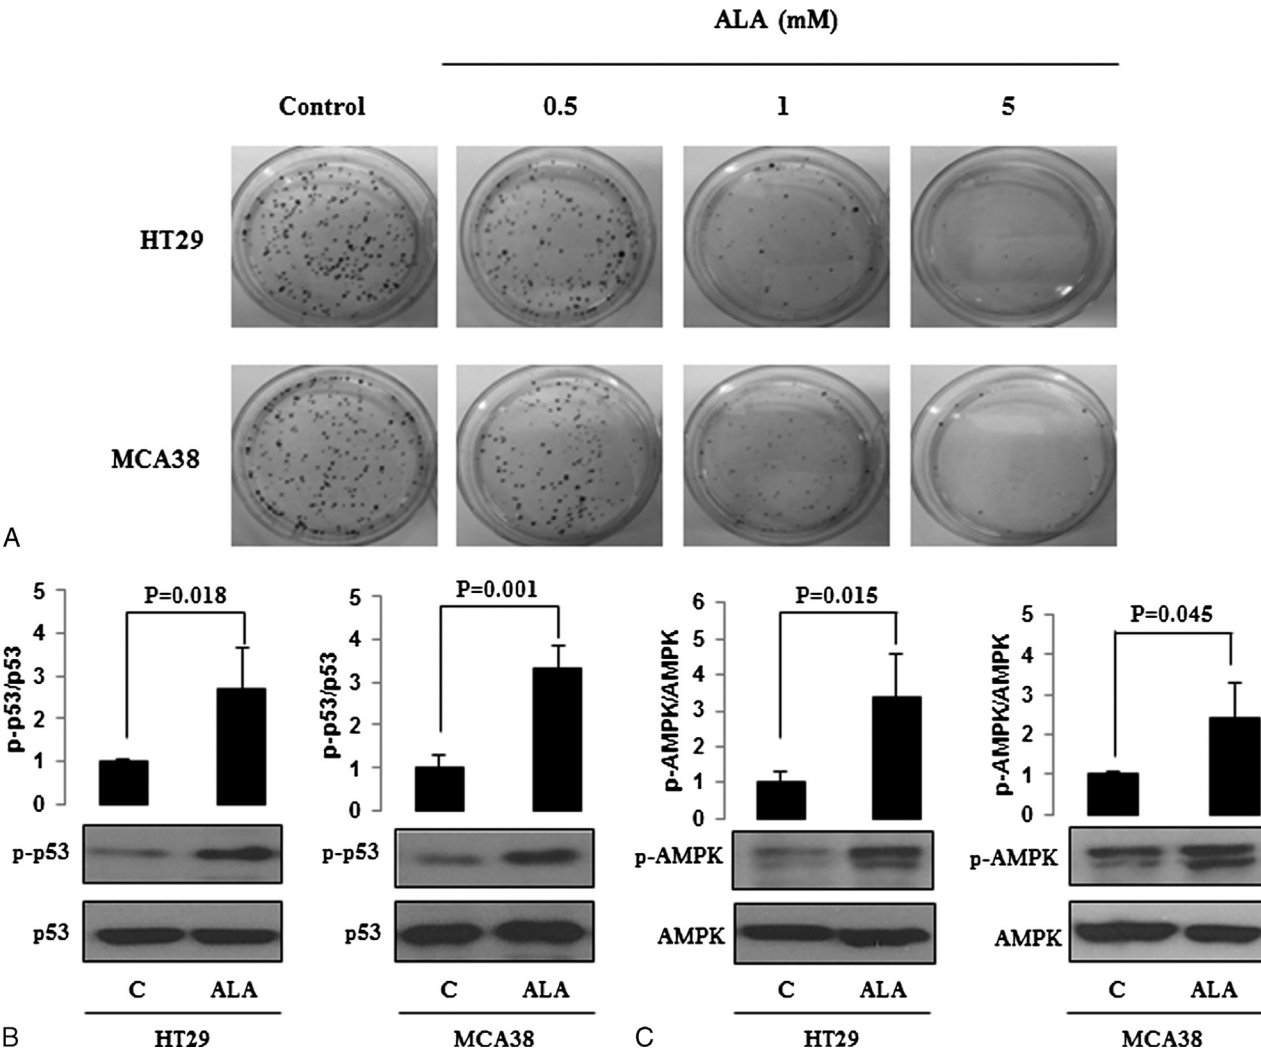 ALA (mM)
Control 0.5 1 5
HT29
MCA38
A
P=0.018
5
4
3
2
1
0
p-p53/p53
p-p53
p53
C ALA
HT29
B
P=0.001
5
4
3
2
1
0
p-p53/p53
p-p53
p53
C ALA
MCA38
P=0.015
6
5
4
3
2
1
0
p-AMPK/AMPK
p-AMPK
AMPK
C ALA
HT29
C
P=0.045
5
4
3
2
1
0
p-AMPK/AMPK
p-AMPK
AMPK
C ALA
MCA38